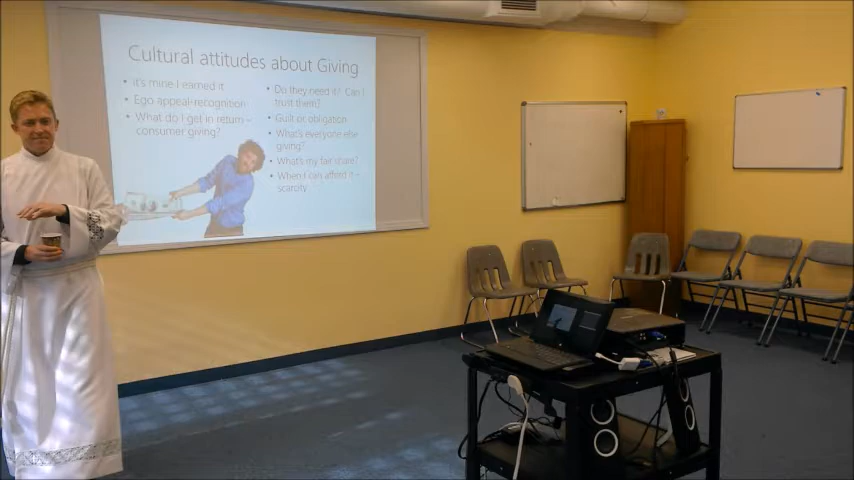 Cultural attitudes about Giving
• it's mine I earned it
• Ego appeal-recognition
• What do I get in return –
consumer giving?
• Do they need it? Can I
trust them?
• Guilt or obligation
• What's everyone else
giving?
• What's my fair share?
• When I can afford it –
scarcity